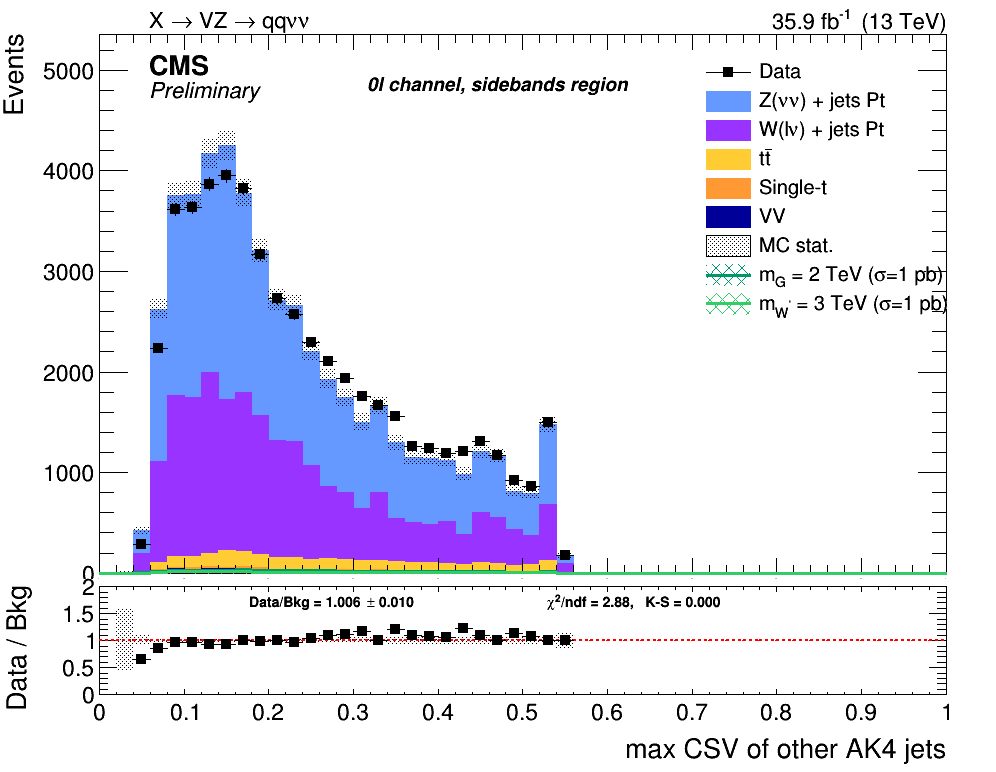 X → VZ → qqνν
35.9 fb⁻¹ (13 TeV)
Events
CMS
Preliminary
0l channel, sidebands region
Data
Z(νν) + jets Pt
W(lν) + jets Pt
tt̄
Single-t
VV
MC stat.
m_G = 2 TeV (σ=1 pb)
m_W' = 3 TeV (σ=1 pb)
5000
4000
3000
2000
1000
0
Data / Bkg
Data/Bkg = 1.006 ± 0.010
χ²/ndf = 2.88, K-S = 0.000
2
1.5
1
0.5
0
0 0.1 0.2 0.3 0.4 0.5 0.6 0.7 0.8 0.9 1
max CSV of other AK4 jets